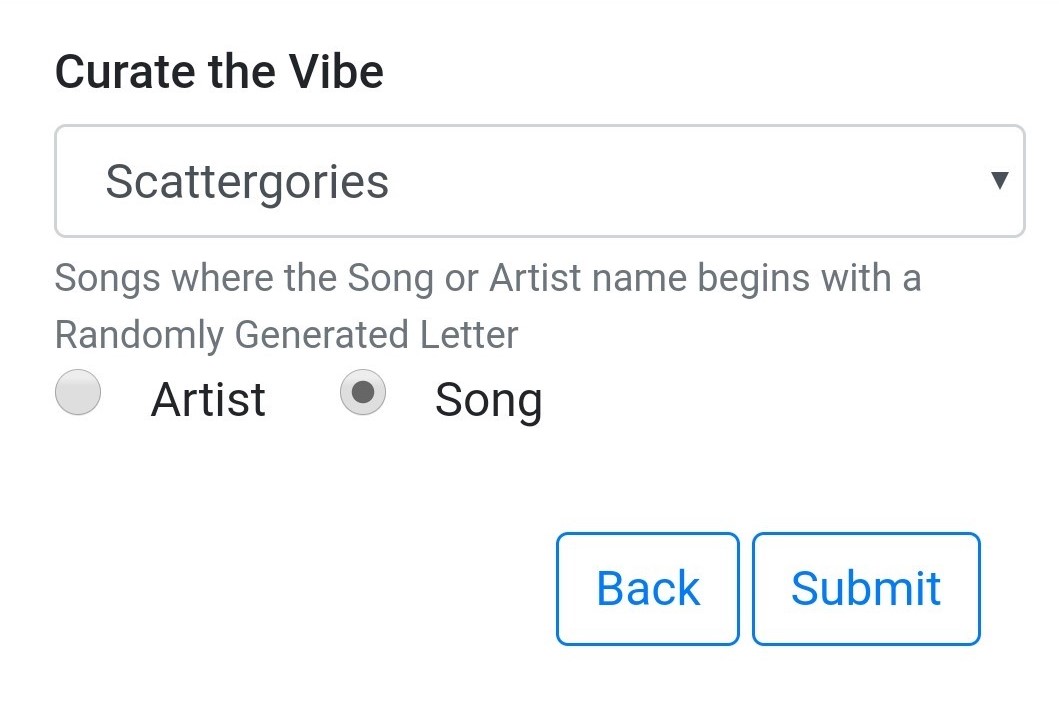 Curate the Vibe
Scattergories
Songs where the Song or Artist name begins with a
Randomly Generated Letter
Artist Song
Back Submit